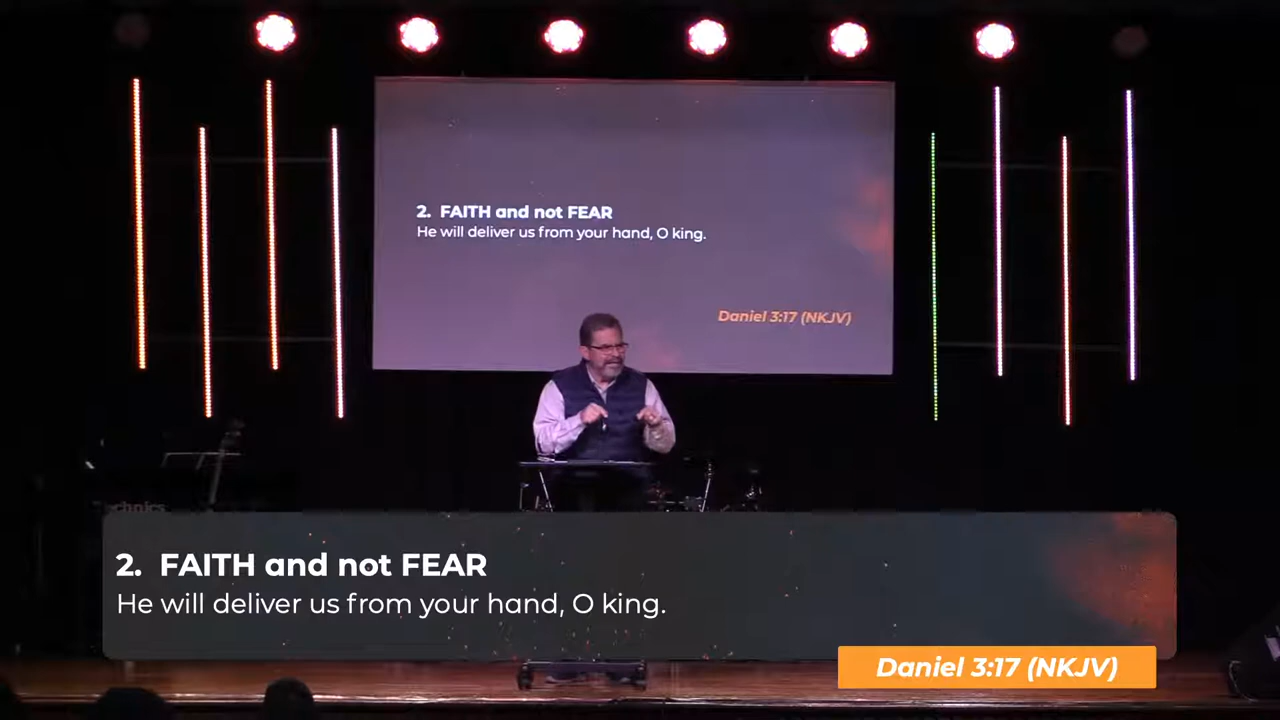 2. FAITH and not FEAR
He will deliver us from your hand, O king.
Daniel 3:17 (NKJV)
Technics
2. FAITH and not FEAR
He will deliver us from your hand, O king.
Daniel 3:17 (NKJV)